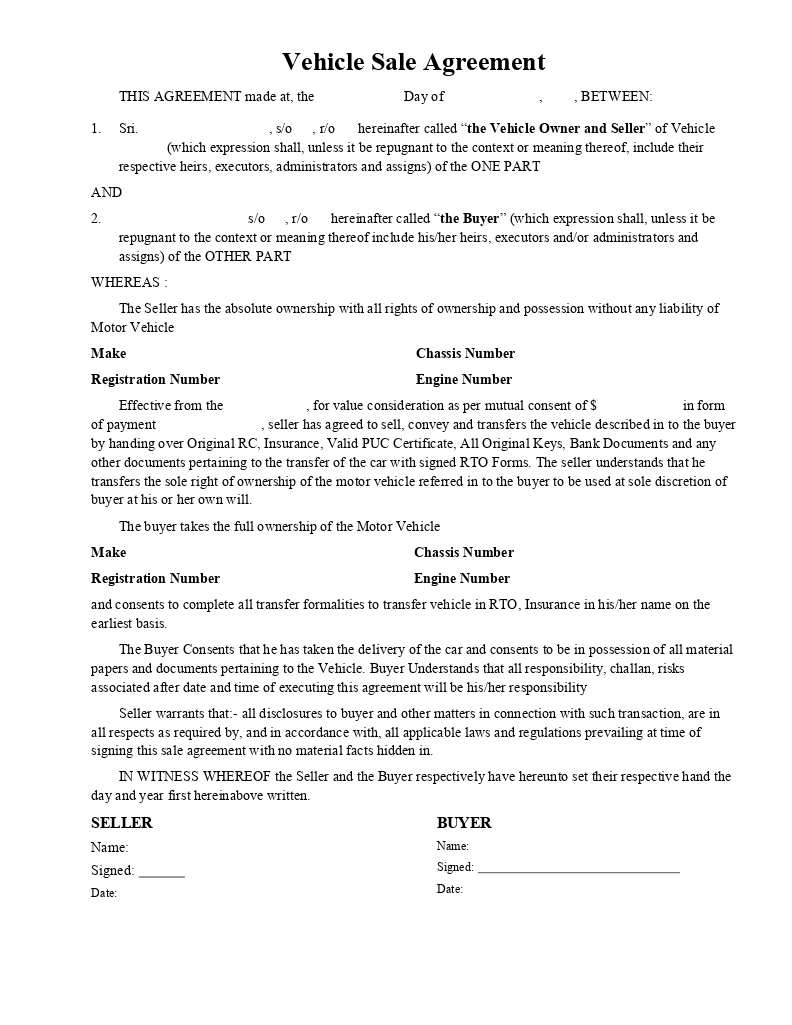 Vehicle Sale Agreement
THIS AGREEMENT made at, the Day of , , BETWEEN:
1. Sri. , s/o , r/o hereinafter called “the Vehicle Owner and Seller” of Vehicle
(which expression shall, unless it be repugnant to the context or meaning thereof, include their
respective heirs, executors, administrators and assigns) of the ONE PART
AND
2. s/o , r/o hereinafter called “the Buyer” (which expression shall, unless it be
repugnant to the context or meaning thereof include his/her heirs, executors and/or administrators and
assigns) of the OTHER PART
WHEREAS :
The Seller has the absolute ownership with all rights of ownership and possession without any liability of
Motor Vehicle
Make Chassis Number
Registration Number Engine Number
Effective from the , for value consideration as per mutual consent of $ in form
of payment , seller has agreed to sell, convey and transfers the vehicle described in to the buyer
by handing over Original RC, Insurance, Valid PUC Certificate, All Original Keys, Bank Documents and any
other documents pertaining to the transfer of the car with signed RTO Forms. The seller understands that he
transfers the sole right of ownership of the motor vehicle referred in to the buyer to be used at sole discretion of
buyer at his or her own will.
The buyer takes the full ownership of the Motor Vehicle
Make Chassis Number
Registration Number Engine Number
and consents to complete all transfer formalities to transfer vehicle in RTO, Insurance in his/her name on the
earliest basis.
The Buyer Consents that he has taken the delivery of the car and consents to be in possession of all material
papers and documents pertaining to the Vehicle. Buyer Understands that all responsibility, challan, risks
associated after date and time of executing this agreement will be his/her responsibility
Seller warrants that:- all disclosures to buyer and other matters in connection with such transaction, are in
all respects as required by, and in accordance with, all applicable laws and regulations prevailing at time of
signing this sale agreement with no material facts hidden in.
IN WITNESS WHEREOF the Seller and the Buyer respectively have hereunto set their respective hand the
day and year first hereinabove written.
SELLER BUYER
Name: Name:
Signed: ______ Signed: ______________________________
Date: Date: